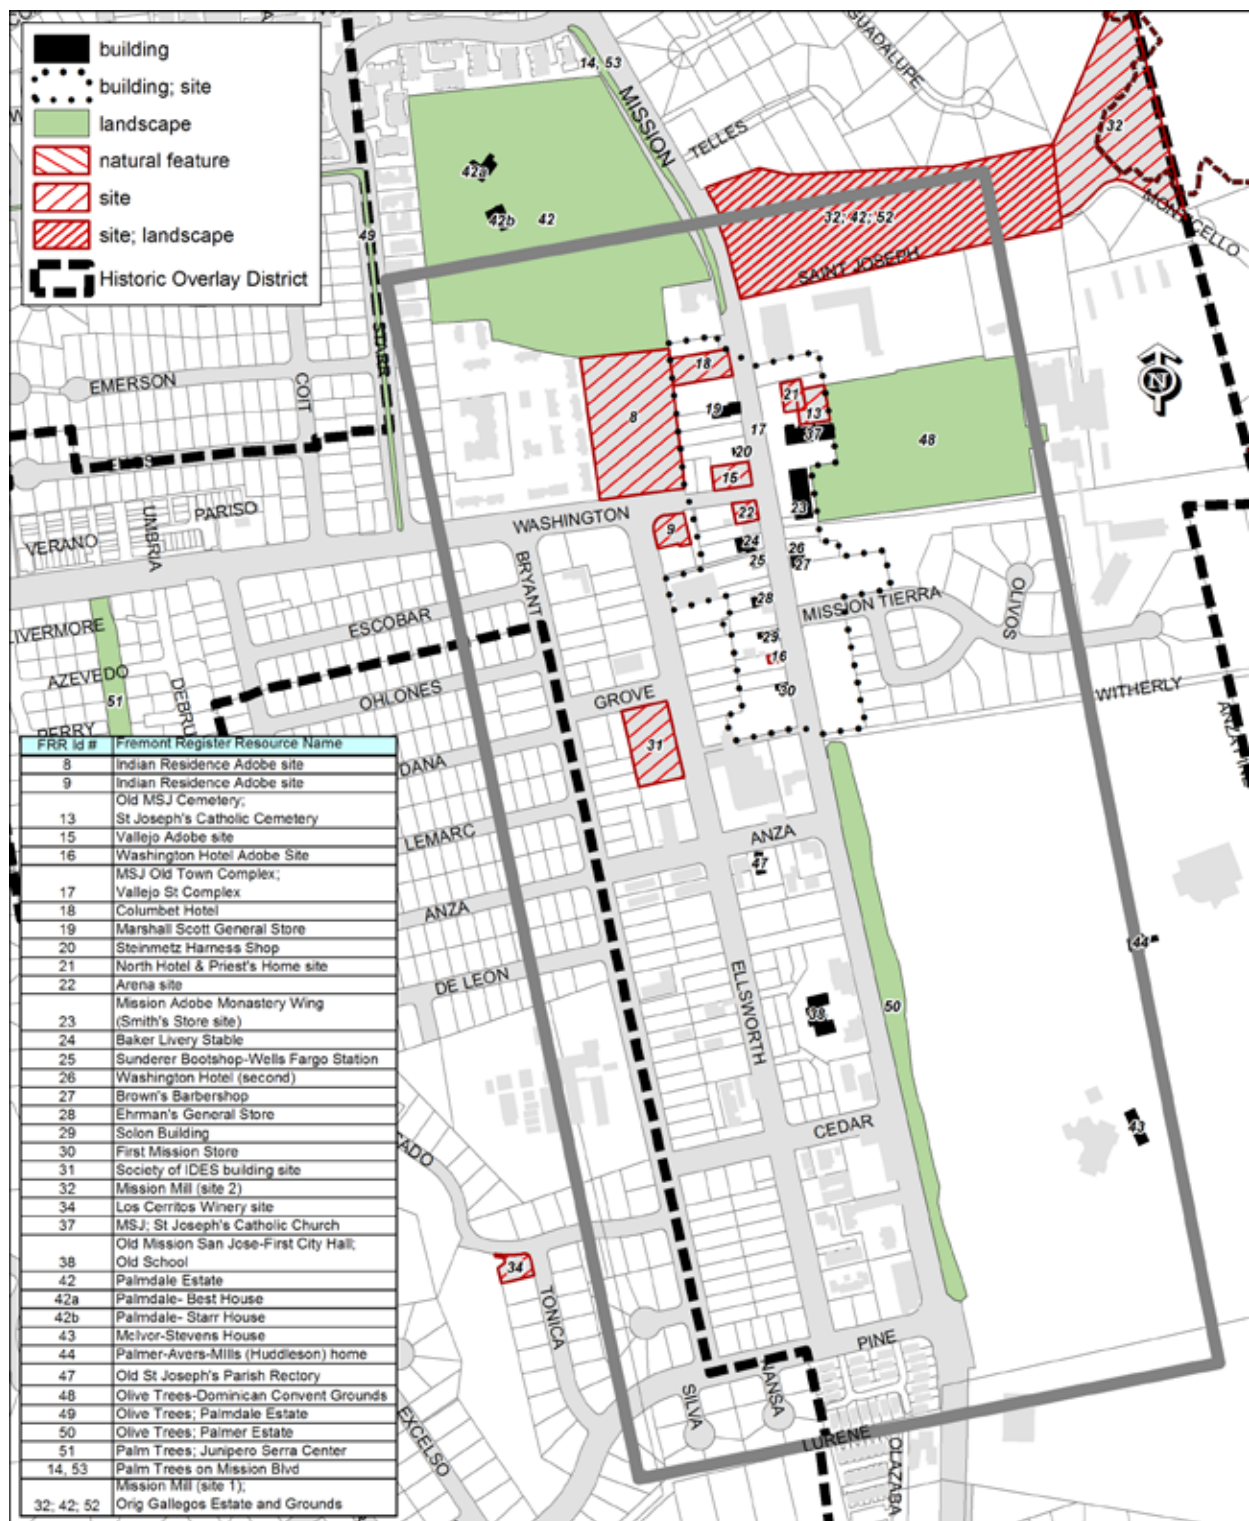 building
building; site
landscape
natural feature
site
site; landscape
Historic Overlay District
GUADALUPE
14, 53
MISSION
TELLES
32
42a
42b
42
32; 42; 52
MONTICELLO
49
SAINT JOSEPH
STARR
EMERSON
COIT
18
8
19
21
13
17
37
48
20
15
N
PARISO
UMBRIA
VERANO
WASHINGTON
9
22
23
24
25
26
27
BRYANT
28
MISSION TIERRA
OLIVOS
ESCOBAR
LIVERMORE
AZEVEDO
51
PERRY
29
16
30
OHLONES
GROVE
WITHERLY
31
DANA
LEMARC
ANZA
47
ANZA
DE LEON
ELLSWORTH
44
38
50
CEDAR
43
34
TONICA
PINE
SILVA
NANSA
LURENE
OLAZABA
EXCELSO
FRR Id # Fremont Register Resource Name
8 Indian Residence Adobe site
9 Indian Residence Adobe site
Old MSJ Cemetery;
13 St Joseph's Catholic Cemetery
15 Vallejo Adobe site
16 Washington Hotel Adobe Site
MSJ Old Town Complex;
17 Vallejo St Complex
18 Columbet Hotel
19 Marshall Scott General Store
20 Steinmetz Harness Shop
21 North Hotel & Priest's Home site
22 Arena site
Mission Adobe Monastery Wing
23 (Smith's Store site)
24 Baker Livery Stable
25 Sunderer Bootshop-Wells Fargo Station
26 Washington Hotel (second)
27 Brown's Barbershop
28 Ehrman's General Store
29 Solon Building
30 First Mission Store
31 Society of IDES building site
32 Mission Mill (site 2)
34 Los Cerritos Winery site
37 MSJ; St Joseph's Catholic Church
Old Mission San Jose-First City Hall;
38 Old School
42 Palmdale Estate
42a Palmdale- Best House
42b Palmdale- Starr House
43 McIvor-Stevens House
44 Palmer-Avers-Mills (Huddleson) home
47 Old St Joseph's Parish Rectory
48 Olive Trees-Dominican Convent Grounds
49 Olive Trees; Palmdale Estate
50 Olive Trees; Palmer Estate
51 Palm Trees; Junipero Serra Center
14, 53 Palm Trees on Mission Blvd
Mission Mill (site 1);
32; 42; 52 Orig Gallegos Estate and Grounds